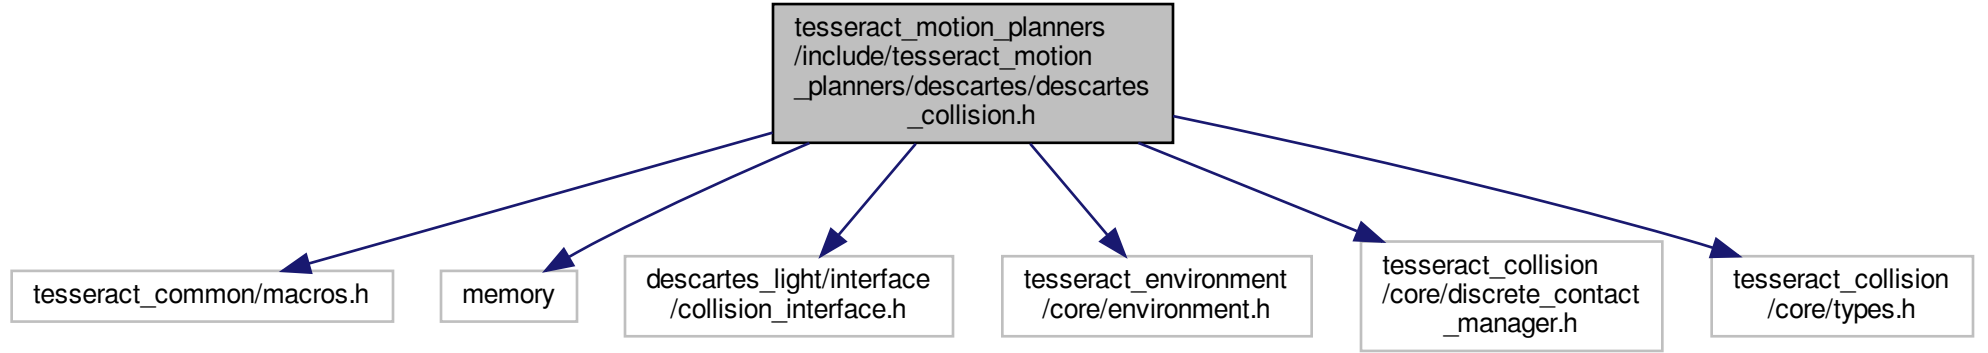 tesseract_motion_planners
/include/tesseract_motion
_planners/descartes/descartes
_collision.h
tesseract_common/macros.h
memory
descartes_light/interface
/collision_interface.h
tesseract_environment
/core/environment.h
tesseract_collision
/core/discrete_contact
_manager.h
tesseract_collision
/core/types.h